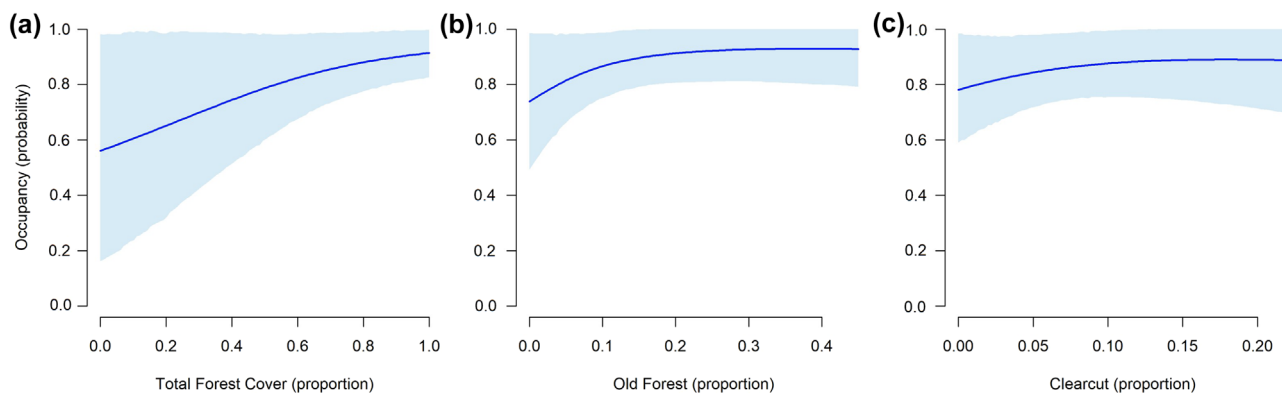 (a)
Occupancy (probability)
1.0
0.8
0.6
0.4
0.2
0.0
0.0 0.2 0.4 0.6 0.8 1.0
Total Forest Cover (proportion)
(b)
1.0
0.8
0.6
0.4
0.2
0.0
0.0 0.1 0.2 0.3 0.4
Old Forest (proportion)
(c)
1.0
0.8
0.6
0.4
0.2
0.0
0.00 0.05 0.10 0.15 0.20
Clearcut (proportion)